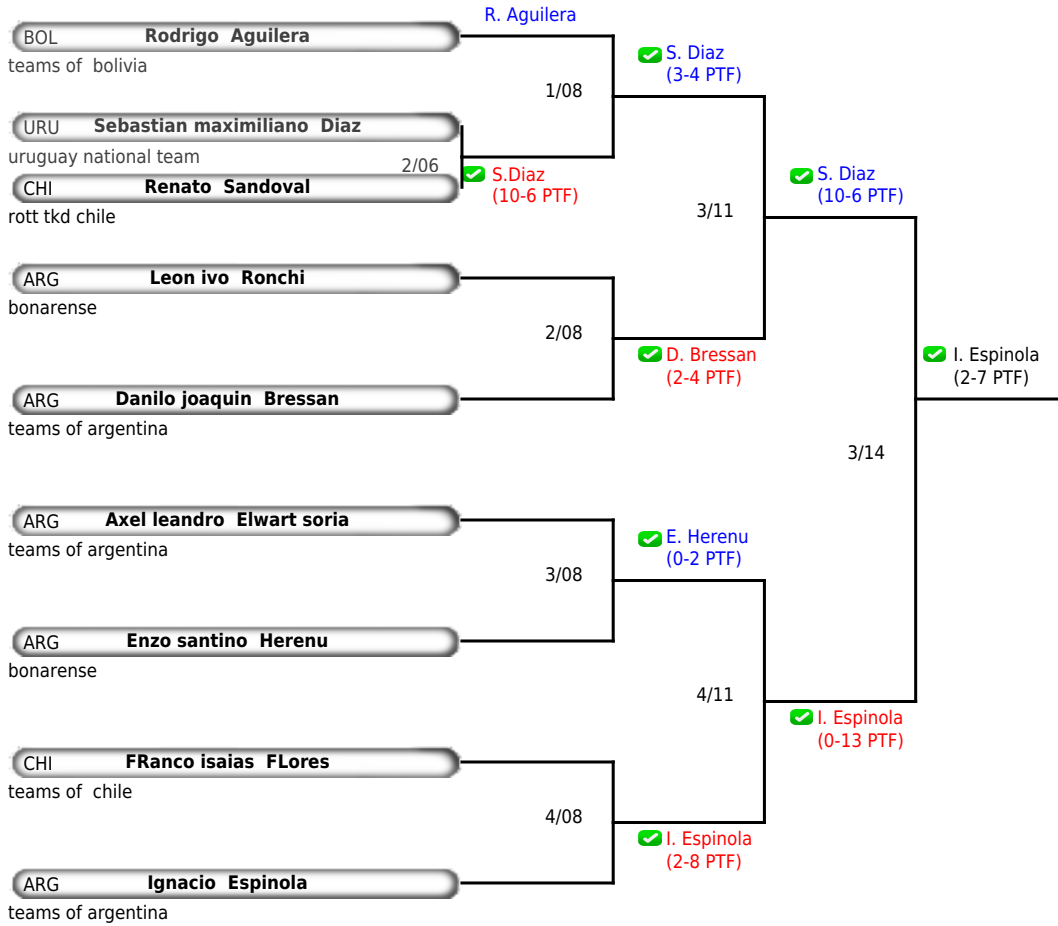 R. Aguilera
BOL Rodrigo Aguilera
teams of bolivia
S. Diaz
(3-4 PTF)
1/08
URU Sebastian maximiliano Diaz
uruguay national team
2/06
S.Diaz
(10-6 PTF)
CHI Renato Sandoval
rott tkd chile
S. Diaz
(10-6 PTF)
3/11
ARG Leon ivo Ronchi
bonarense
2/08
D. Bressan
(2-4 PTF)
ARG Danilo joaquin Bressan
teams of argentina
I. Espinola
(2-7 PTF)
3/14
ARG Axel leandro Elwart soria
teams of argentina
E. Herenu
(0-2 PTF)
3/08
ARG Enzo santino Herenu
bonarense
4/11
I. Espinola
(0-13 PTF)
CHI FRanco isaias FLores
teams of chile
4/08
I. Espinola
(2-8 PTF)
ARG Ignacio Espinola
teams of argentina